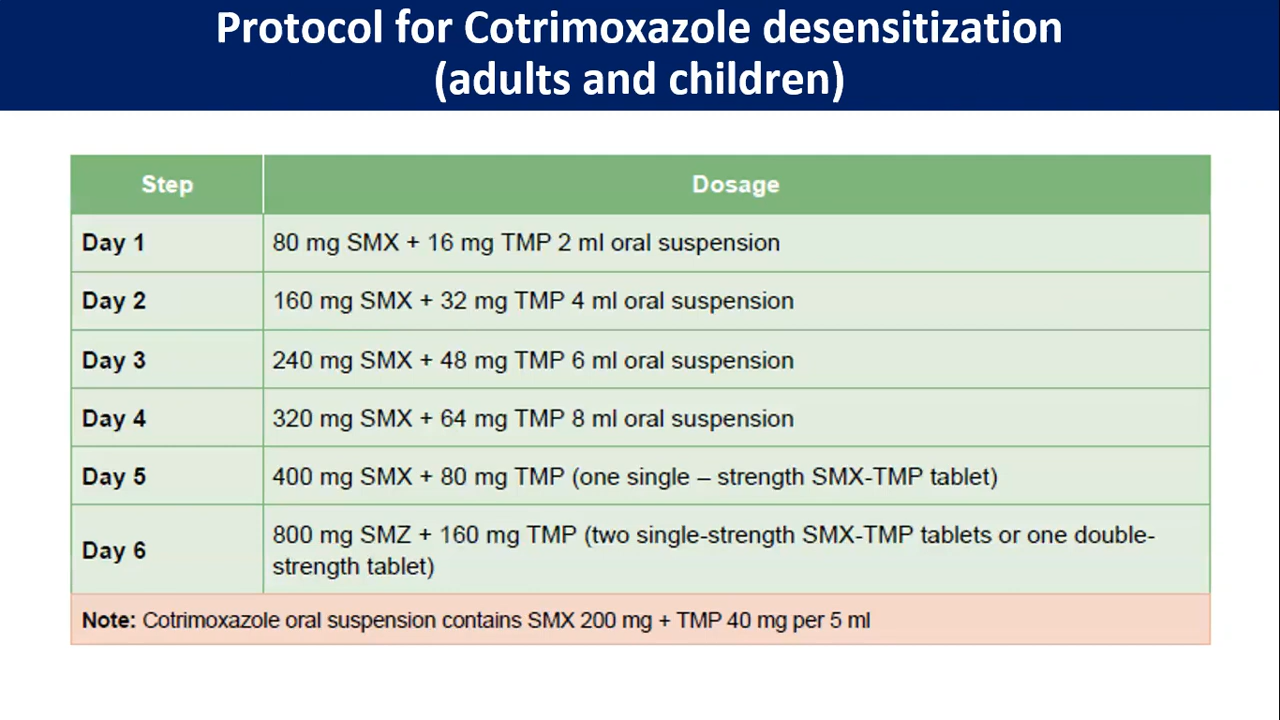 Protocol for Cotrimoxazole desensitization
(adults and children)
Step Dosage
Day 1 80 mg SMX + 16 mg TMP 2 ml oral suspension
Day 2 160 mg SMX + 32 mg TMP 4 ml oral suspension
Day 3 240 mg SMX + 48 mg TMP 6 ml oral suspension
Day 4 320 mg SMX + 64 mg TMP 8 ml oral suspension
Day 5 400 mg SMX + 80 mg TMP (one single – strength SMX-TMP tablet)
Day 6 800 mg SMZ + 160 mg TMP (two single-strength SMX-TMP tablets or one double-
strength tablet)
Note: Cotrimoxazole oral suspension contains SMX 200 mg + TMP 40 mg per 5 ml